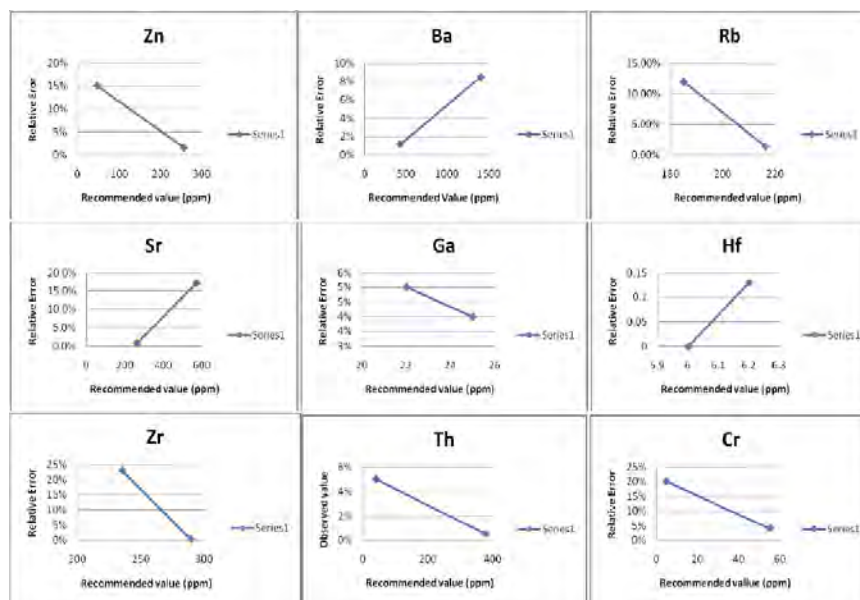 Zn
20%
15%
10%
5%
0%
Relative Error
Series1
0 100 200 300
Recommended value (ppm)
Ba
10%
8%
6%
4%
2%
0%
Relative Error
Series1
0 500 1000 1500
Recommended Value (ppm)
Rb
15.00%
10.00%
5.00%
0.00%
Relative Error
Series1
180 200 220
Recommended value (ppm)
Sr
20.0%
15.0%
10.0%
5.0%
0.0%
Relative Error
Series1
0 200 400 600
Recommended value (ppm)
Ga
6%
5%
5%
4%
4%
3%
Relative Error
Series1
20 22 24 26
Recommended value (ppm)
Hf
0.15
0.1
0.05
0
Relative Error
Series1
5.9 6 6.1 6.2 6.3
Recommended value (ppm)
Zr
25%
20%
15%
10%
5%
0%
Relative Error
Series1
200 250 300
Recommended value (ppm)
Th
6%
4%
2%
0%
Observed value
Series1
0 200 400
Recommended value (ppm)
Cr
25%
20%
15%
10%
5%
0%
Relative Error
Series1
0 20 40 60
Recommended value (ppm)